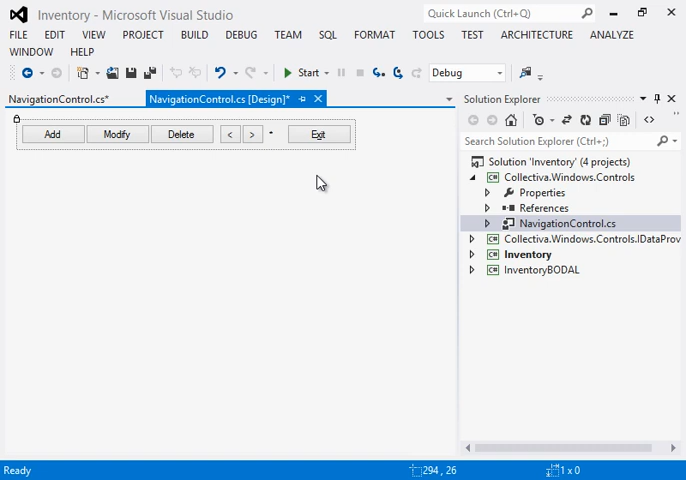 Inventory - Microsoft Visual Studio
Quick Launch (Ctrl+Q)
FILE EDIT VIEW PROJECT BUILD DEBUG TEAM SQL FORMAT TOOLS TEST ARCHITECTURE ANALYZE
WINDOW HELP
Start Debug
NavigationControl.cs* NavigationControl.cs [Design]*
Add Modify Delete < > * Exit
Solution Explorer
Search Solution Explorer (Ctrl+;)
Solution 'Inventory' (4 projects)
Collectiva.Windows.Controls
Properties
References
NavigationControl.cs
Collectiva.Windows.Controls.IDataProv
Inventory
InventoryBODAL
Ready 294 , 26 1 x 0